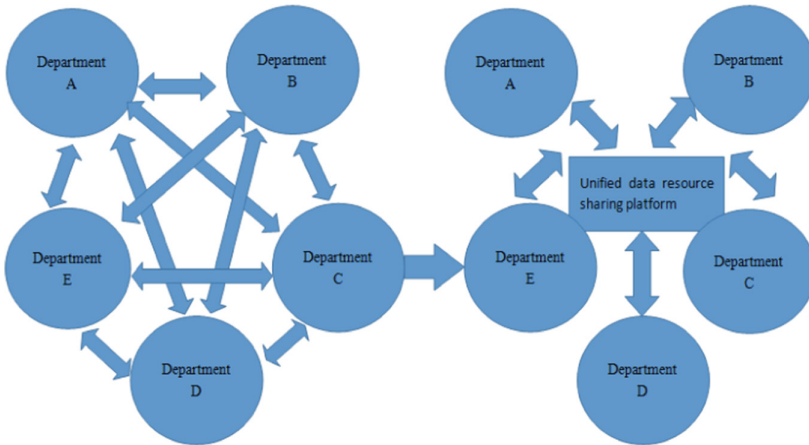 Department
A
Department
B
Department
E
Department
C
Department
D
Department
A
Department
B
Unified data resource
sharing platform
Department
E
Department
C
Department
D